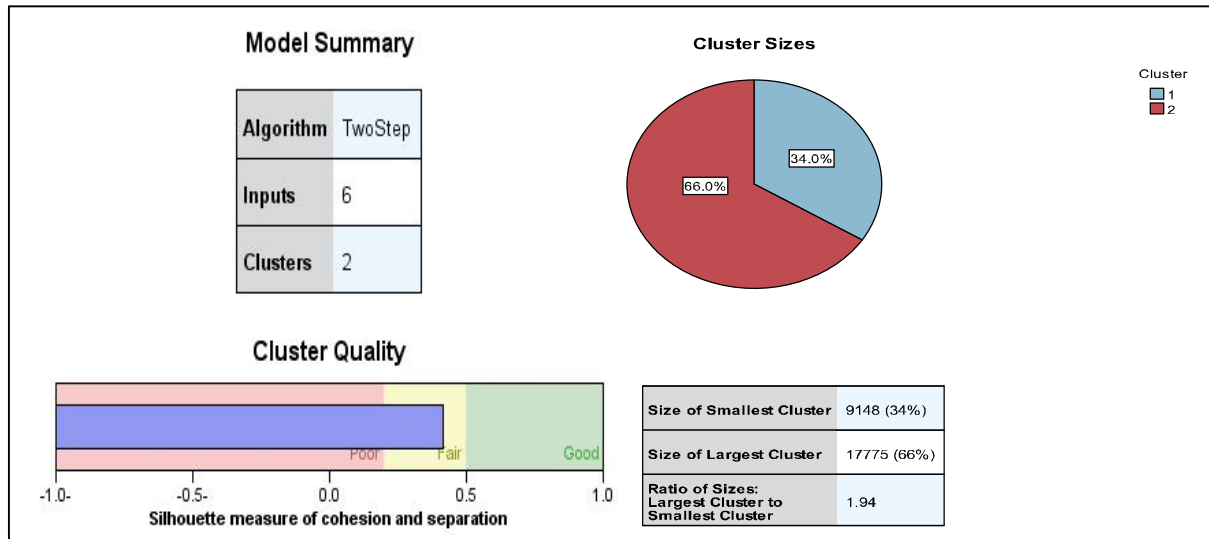 Model Summary
Algorithm TwoStep
Inputs 6
Clusters 2
Cluster Sizes
Cluster
1
2
34.0%
66.0%
Cluster Quality
Poor Fair Good
-1.0- -0.5- 0.0 0.5 1.0
Silhouette measure of cohesion and separation
Size of Smallest Cluster 9148 (34%)
Size of Largest Cluster 17775 (66%)
Ratio of Sizes:
Largest Cluster to
Smallest Cluster
1.94